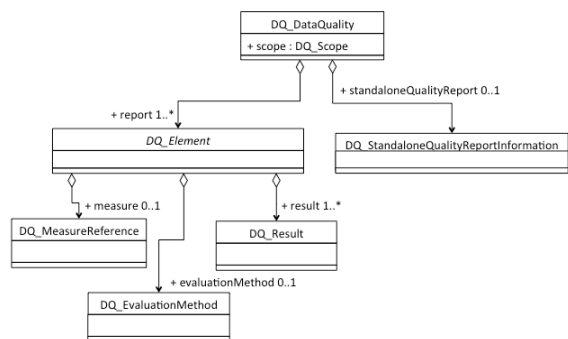 DQ_DataQuality
+ scope : DQ_Scope
+ standaloneQualityReport 0..1
+ report 1..*
DQ_Element
DQ_StandaloneQualityReportInformation
+ measure 0..1
+ result 1..*
DQ_MeasureReference
DQ_Result
+ evaluationMethod 0..1
DQ_EvaluationMethod